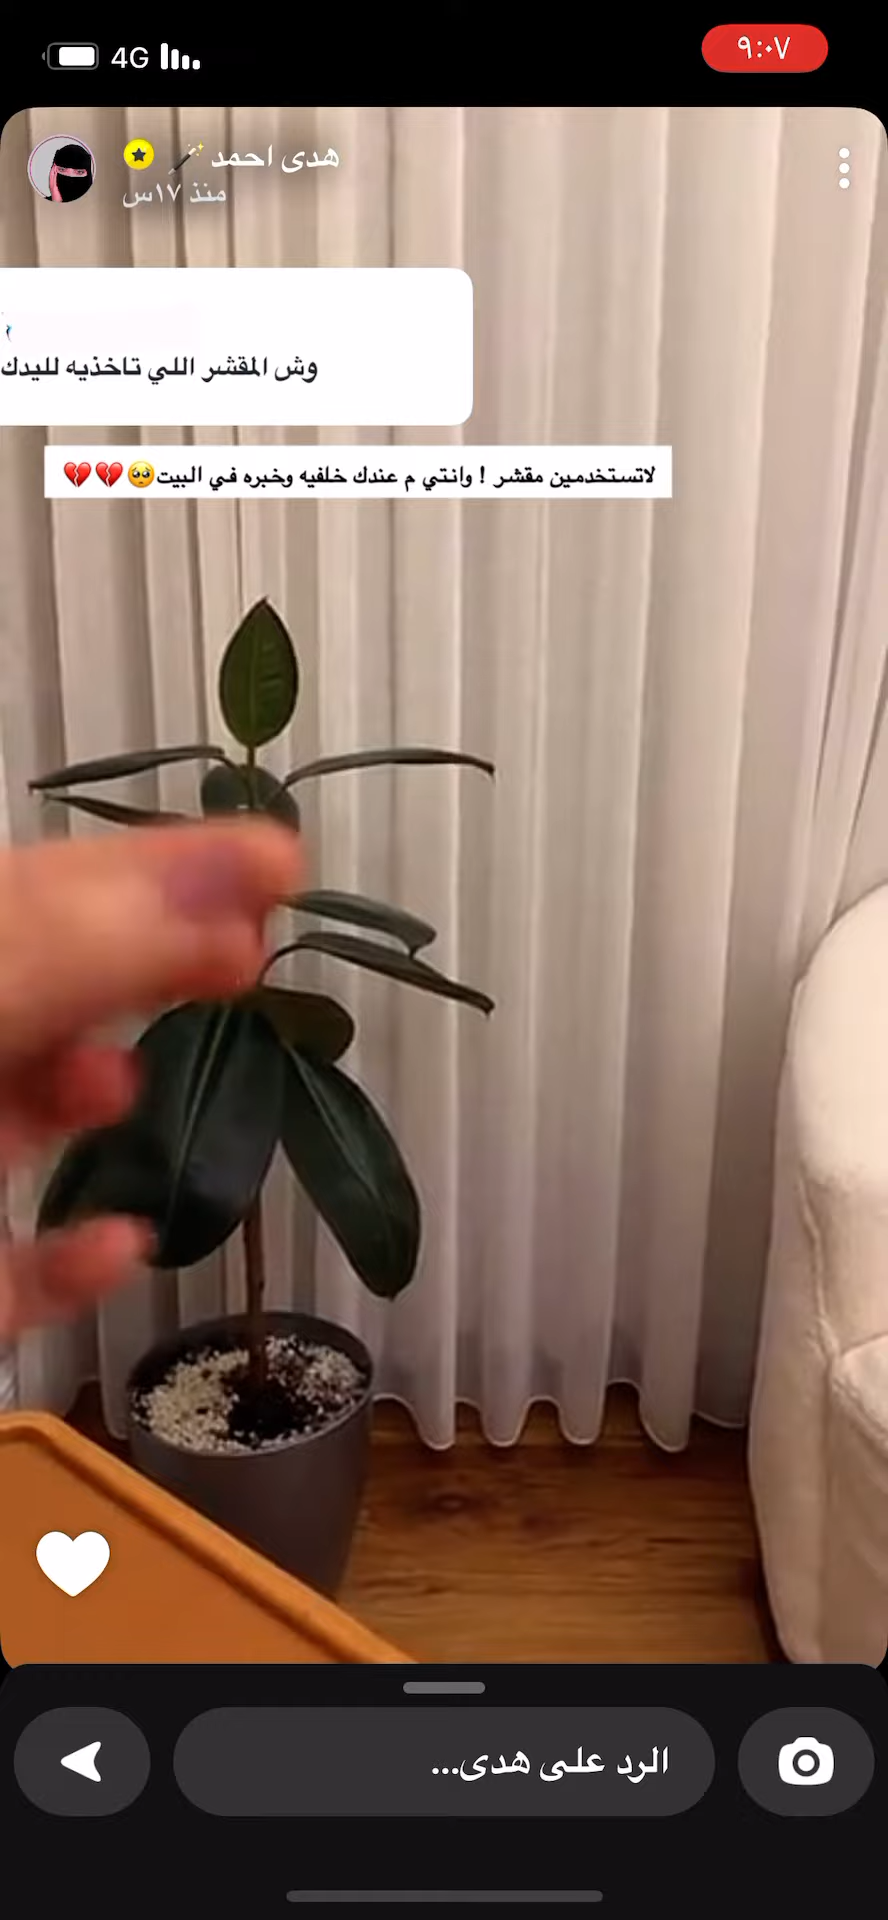 ٩:٠٧
4G
هدى احمد
منذ ١٧س
وش المقشر اللي تاخذيه لليدك
لاتستخدمين مقشر ! وانتي م عندك خلفيه وخبره في البيت🥺💔💔
الرد على هدى...